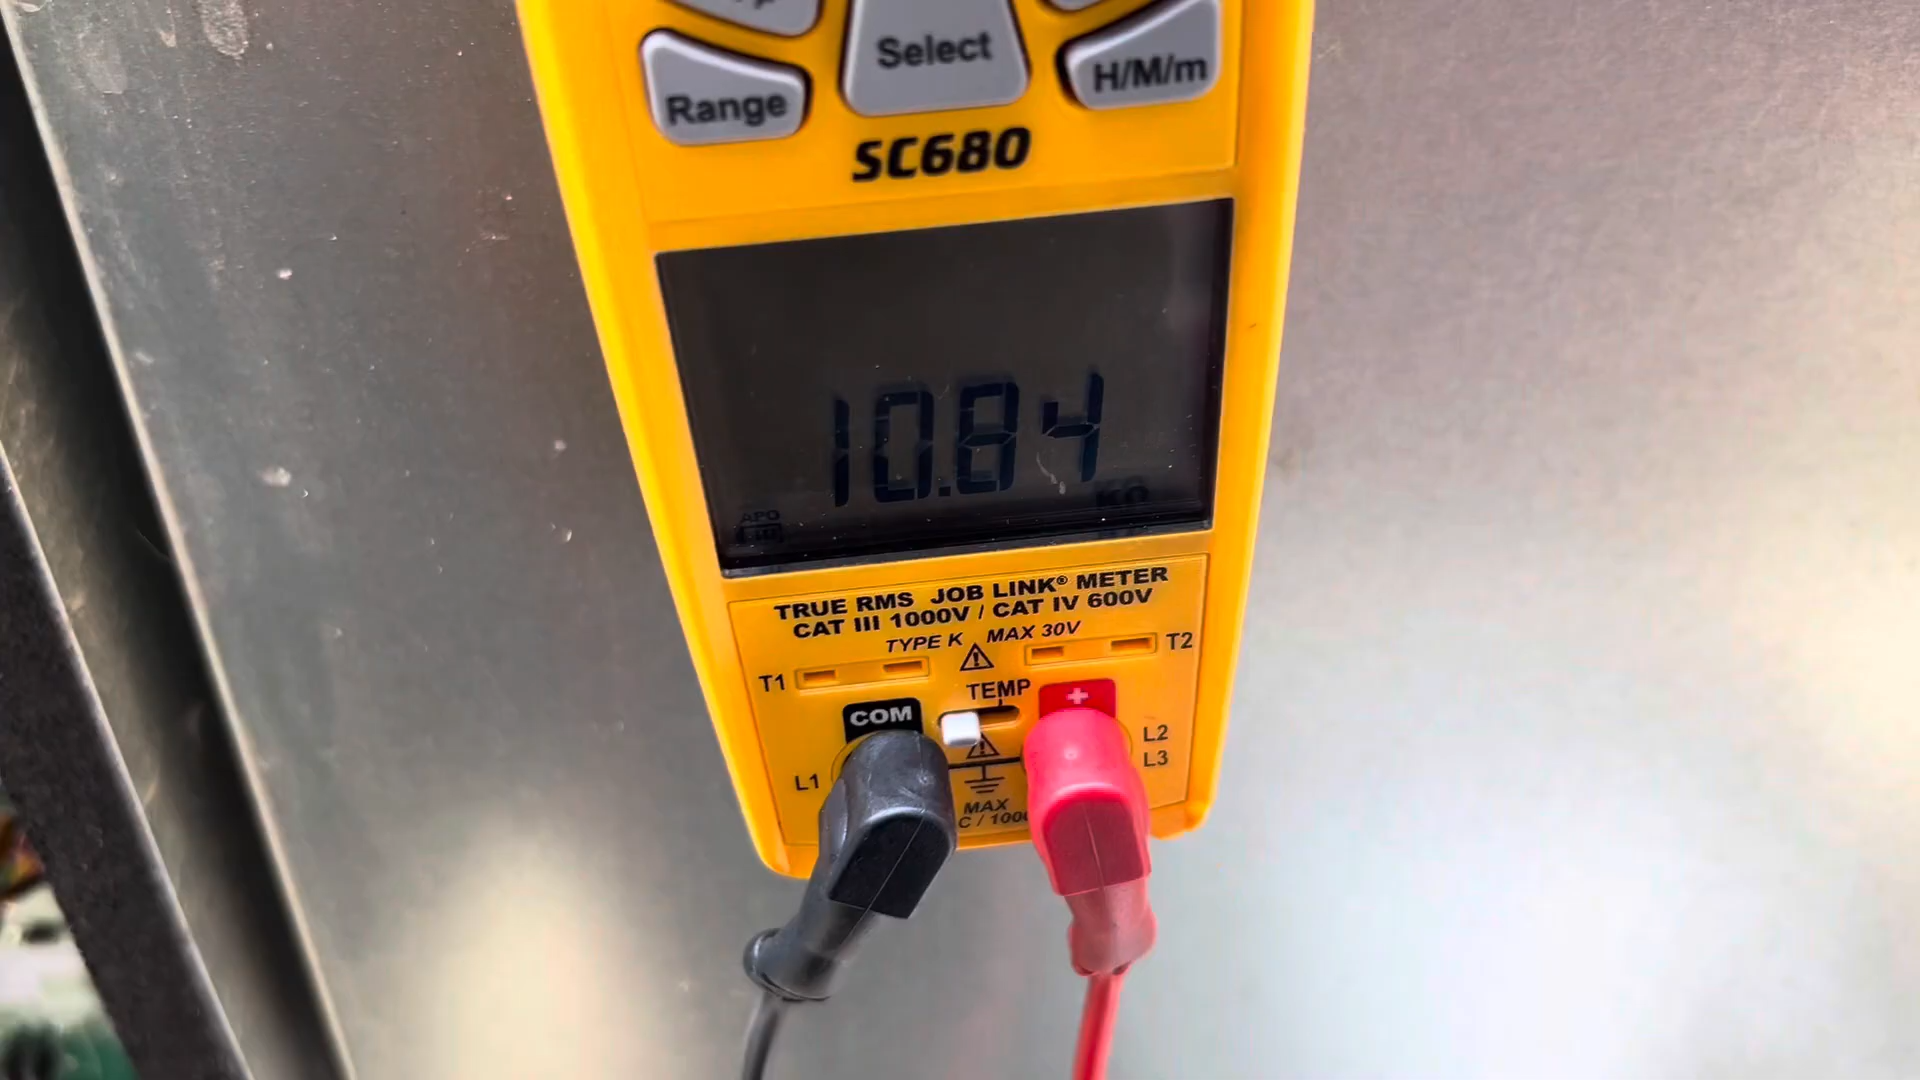 Select
H/M/m
Range
SC680
10.84
KΩ
APO
TRUE RMS JOB LINK® METER
CAT III 1000V / CAT IV 600V
TYPE K MAX 30V
T1
T2
TEMP
COM
+
L2
L3
L1
MAX